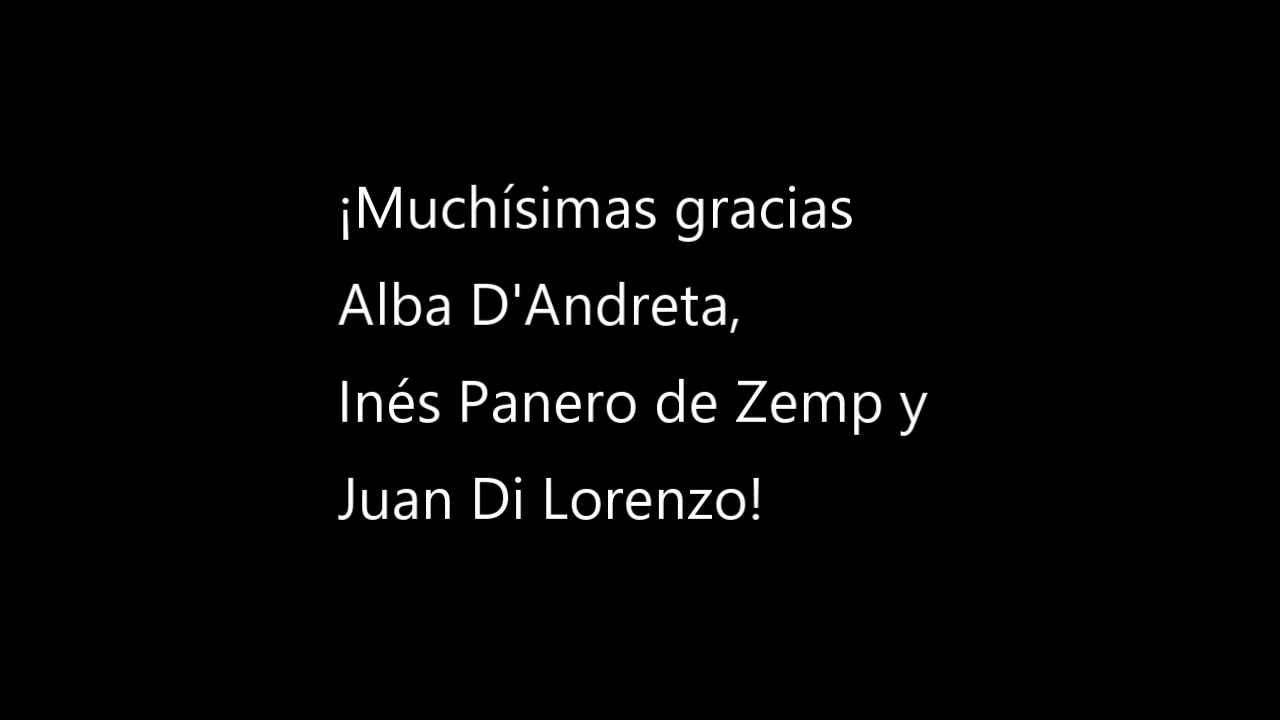 ¡Muchísimas gracias
Alba D'Andreta,
Inés Panero de Zemp y
Juan Di Lorenzo!